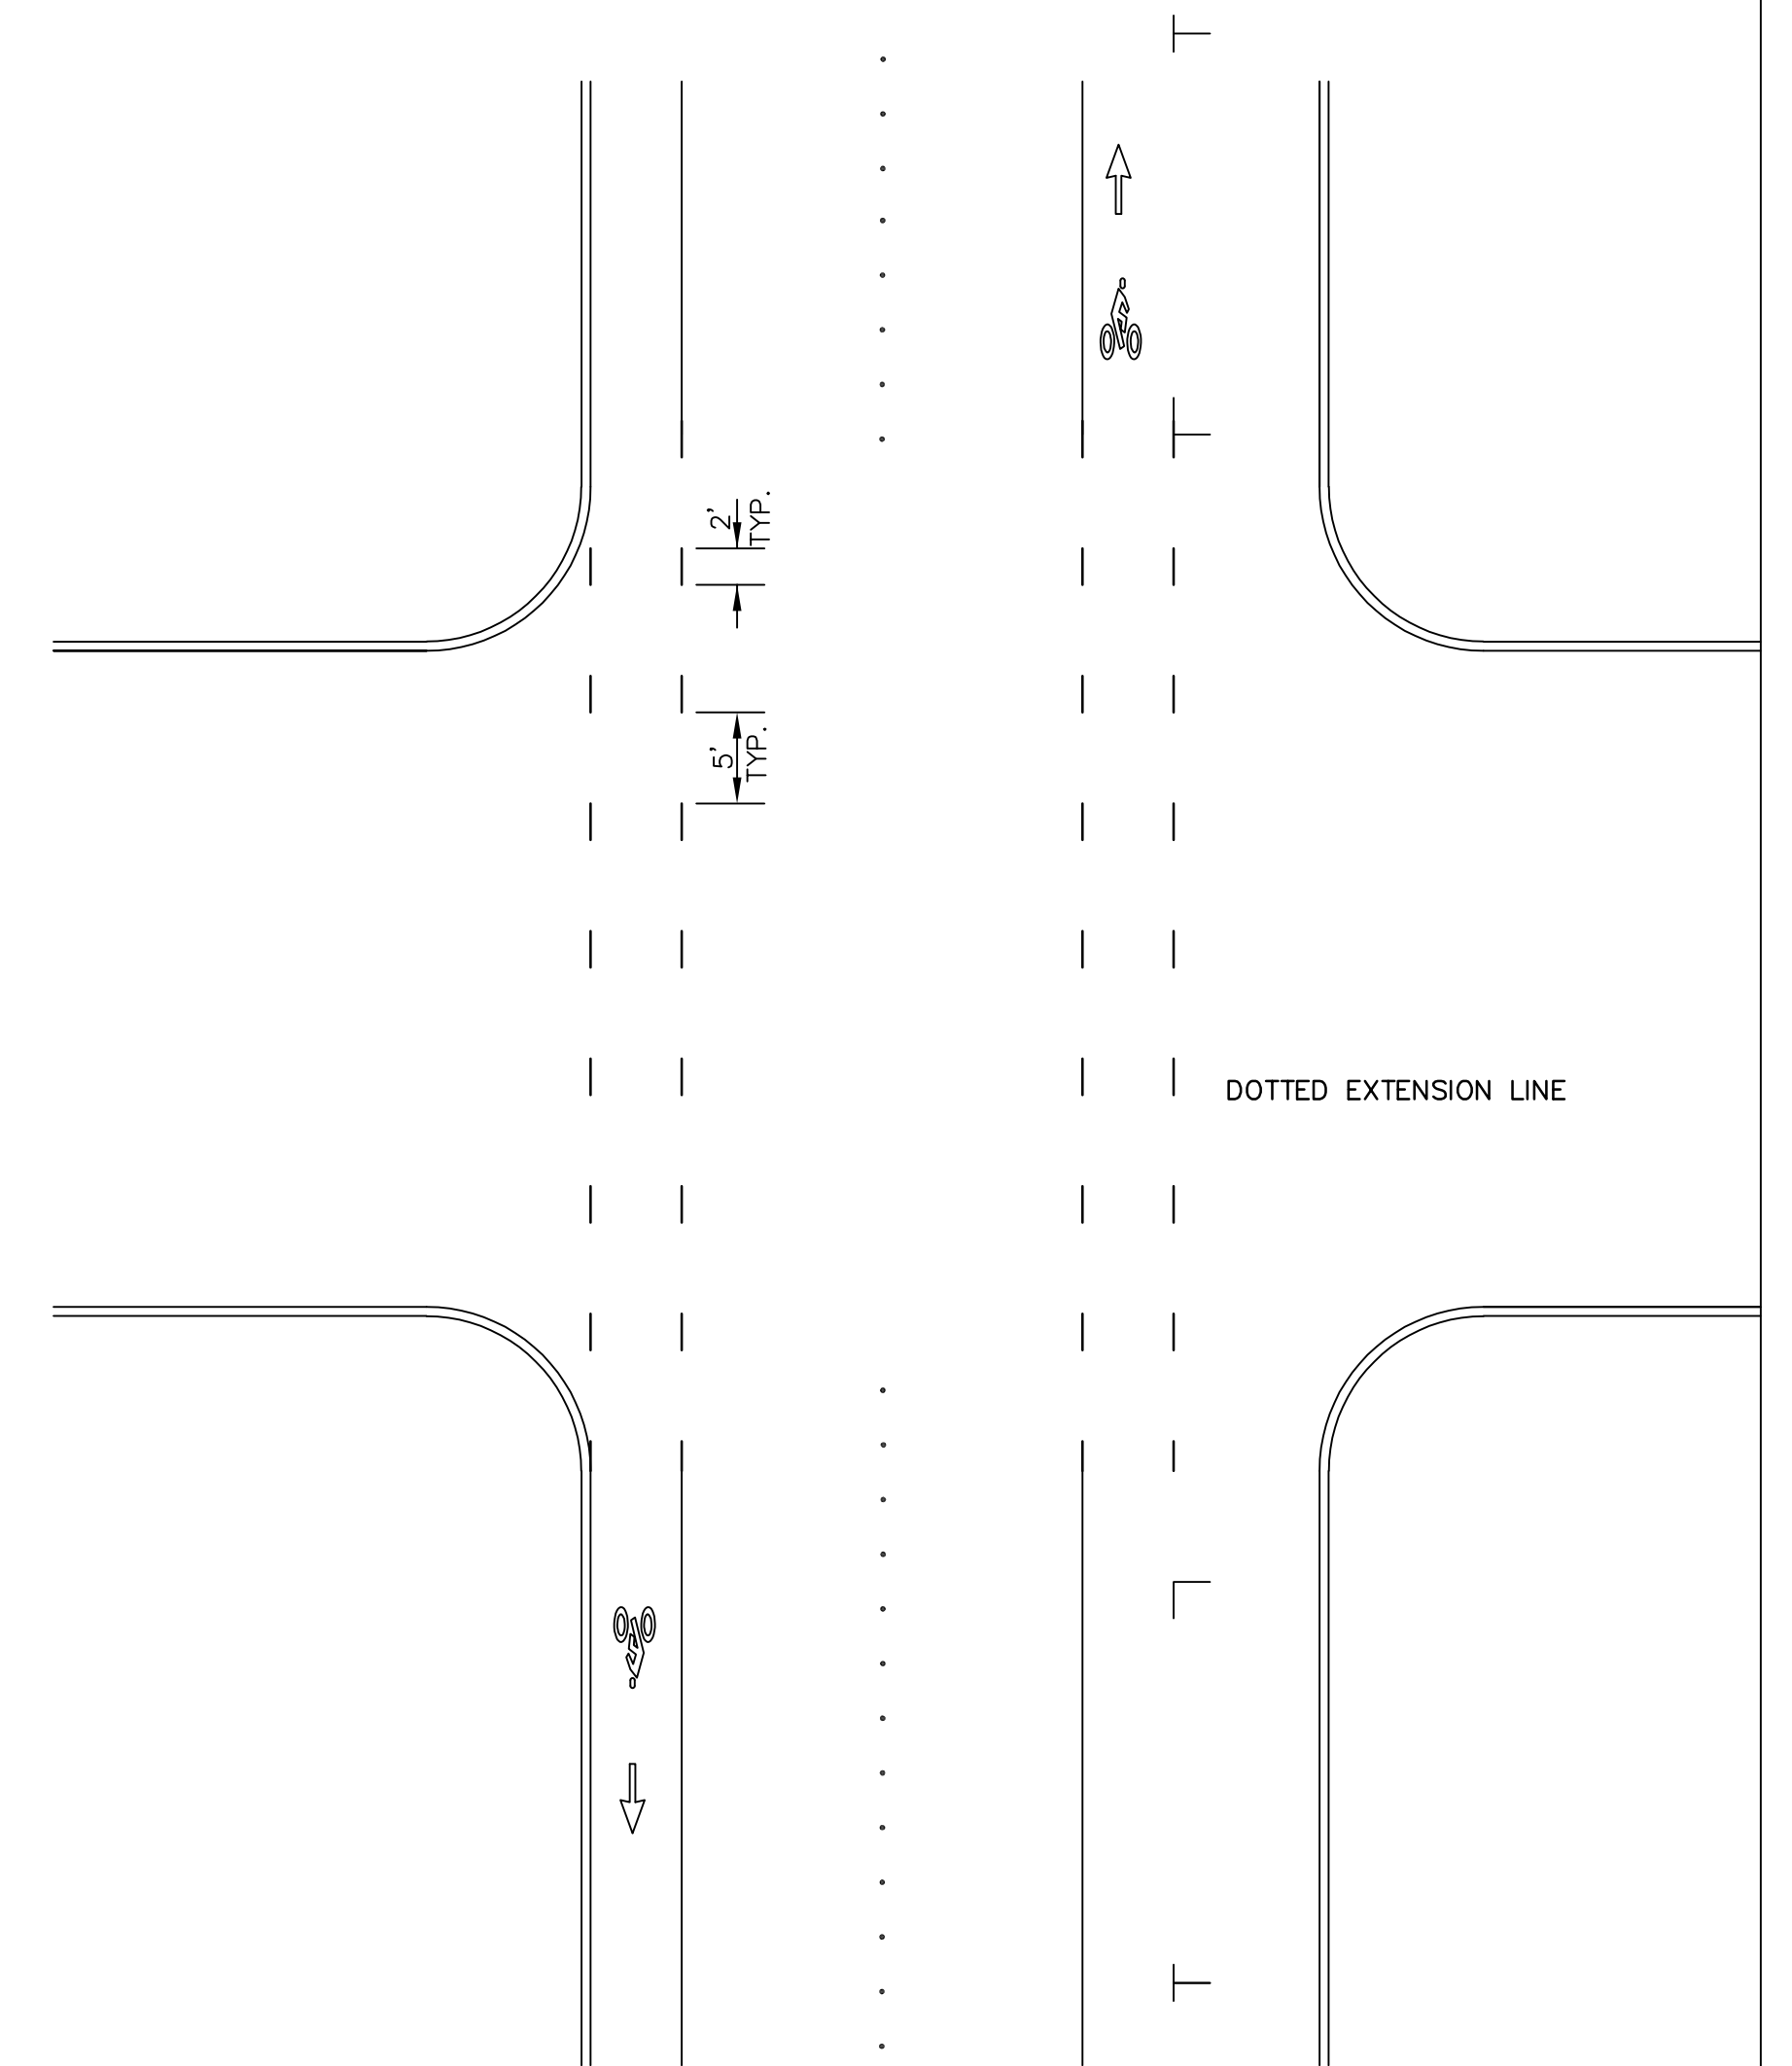 2'
TYP.
5'
TYP.
DOTTED EXTENSION LINE